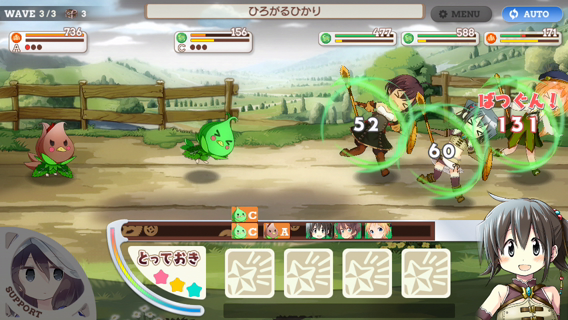 WAVE 3/3 3
ひろがるひかり
MENU
AUTO
736
A
156
C
477
588
171
ばつぐん!
52
60
131
C
C A
とっておき
SUPPORT